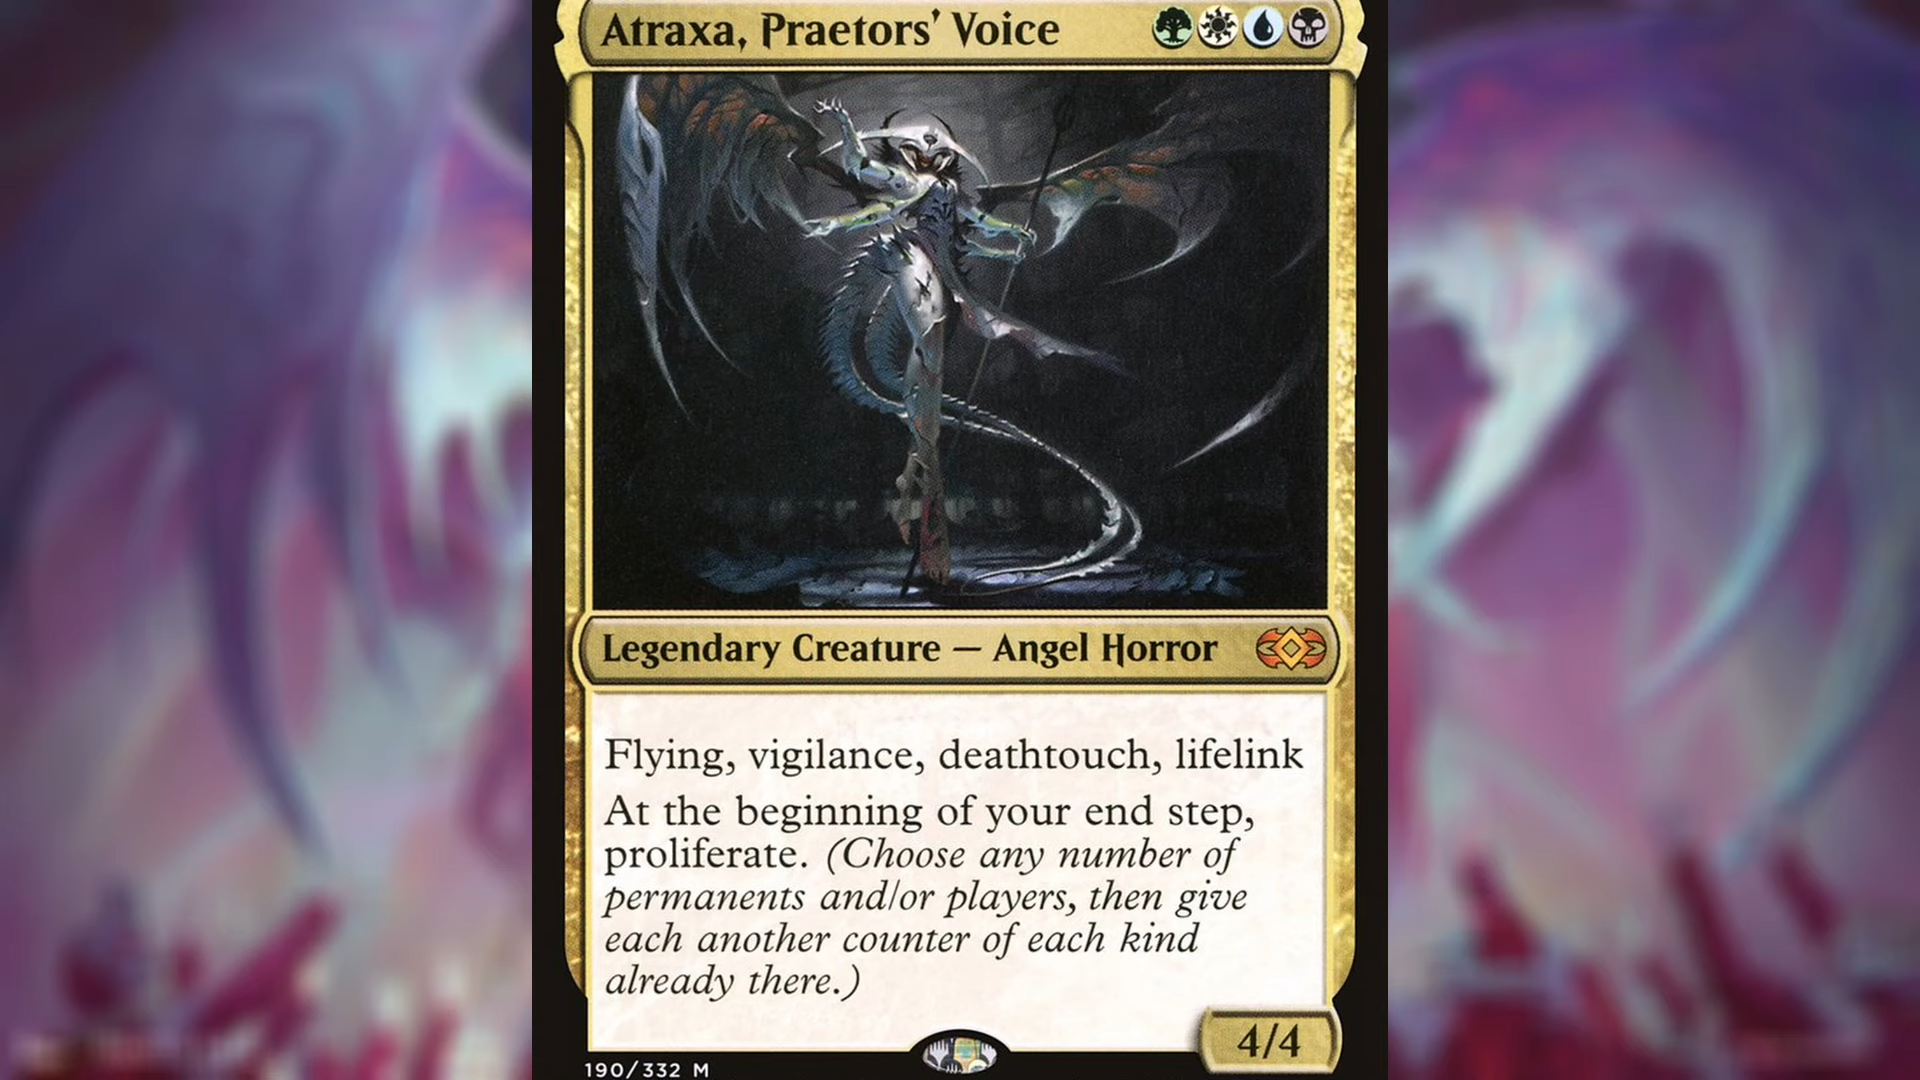 Atraxa, Praetors' Voice
Legendary Creature — Angel Horror
Flying, vigilance, deathtouch, lifelink
At the beginning of your end step,
proliferate. (Choose any number of
permanents and/or players, then give
each another counter of each kind
already there.)
4/4
190/332 M